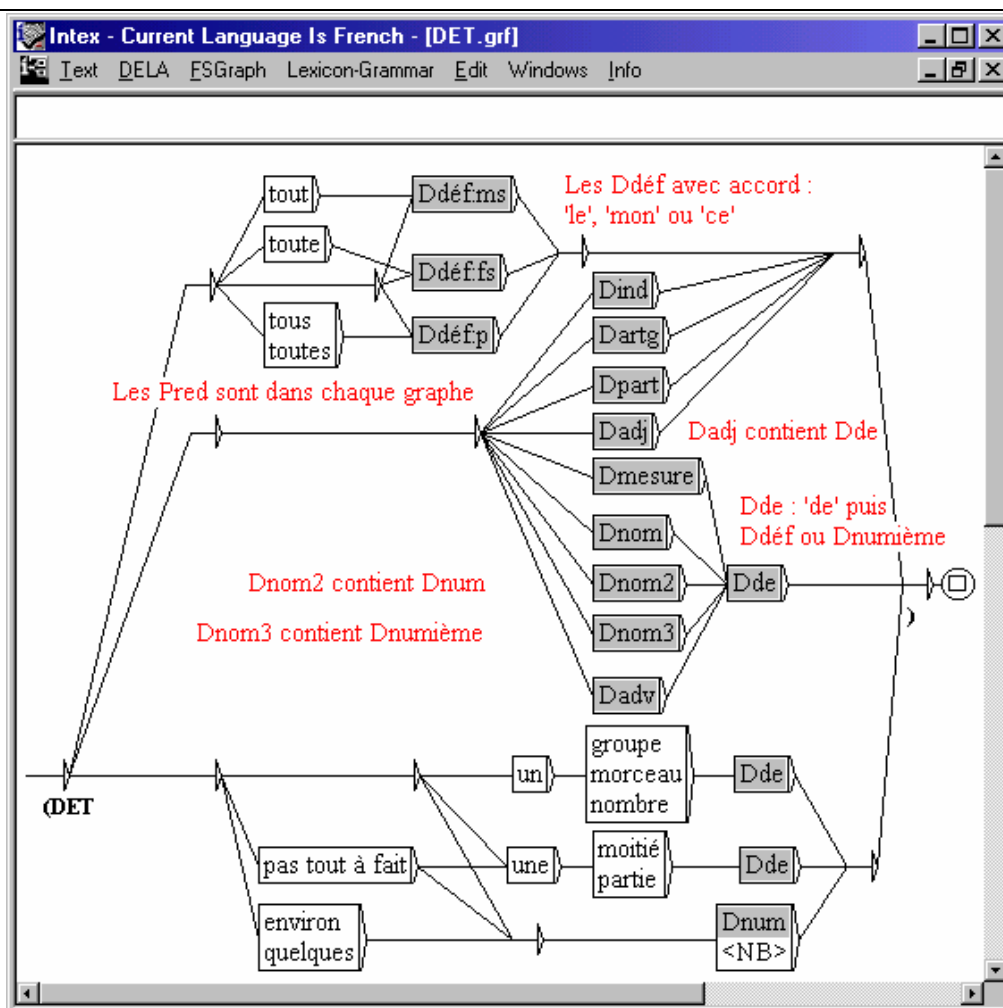 Intex - Current Language Is French - [DET.grf]
Text DELA FSGraph Lexicon-Grammar Edit Windows Info
tout
Ddéf:ms
Les Ddéf avec accord :
'le', 'mon' ou 'ce'
toute
Ddéf:fs
tous
toutes
Ddéf:p
Dind
Dartg
Les Pred sont dans chaque graphe
Dpart
Dadj
Dadj contient Dde
Dmesure
Dde : 'de' puis
Ddéf ou Dnumième
Dnom
Dnom2 contient Dnum
Dnom2
Dde
Dnom3 contient Dnumième
Dnom3
)
Dadv
(DET
un
groupe
morceau
nombre
Dde
pas tout à fait
une
moitié
partie
Dde
environ
quelques
Dnum
<NB>